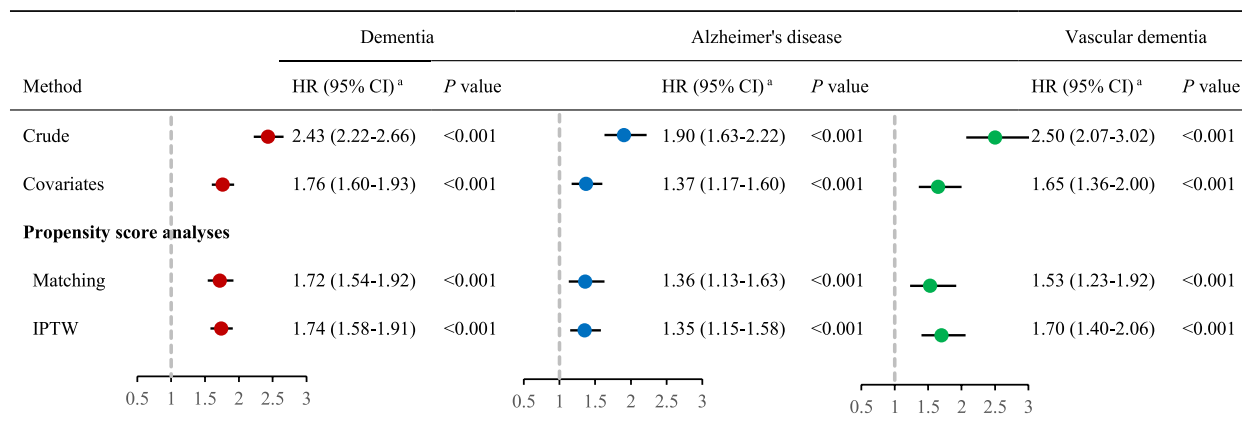 Dementia Alzheimer's disease Vascular dementia
Method HR (95% CI) a P value HR (95% CI) a P value HR (95% CI) a P value
Crude 2.43 (2.22-2.66) <0.001 1.90 (1.63-2.22) <0.001 2.50 (2.07-3.02) <0.001
Covariates 1.76 (1.60-1.93) <0.001 1.37 (1.17-1.60) <0.001 1.65 (1.36-2.00) <0.001
Propensity score analyses
Matching 1.72 (1.54-1.92) <0.001 1.36 (1.13-1.63) <0.001 1.53 (1.23-1.92) <0.001
IPTW 1.74 (1.58-1.91) <0.001 1.35 (1.15-1.58) <0.001 1.70 (1.40-2.06) <0.001
0.5 1 1.5 2 2.5 3 0.5 1 1.5 2 2.5 3 0.5 1 1.5 2 2.5 3